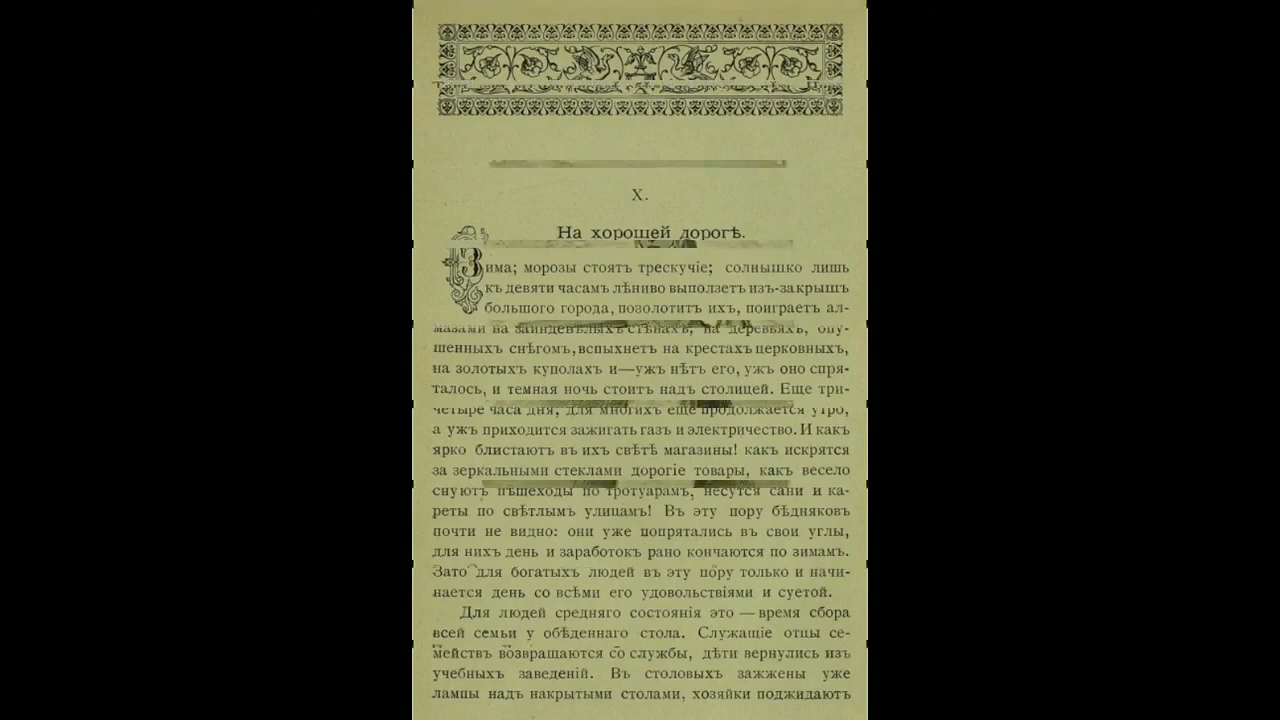 X.
На хорошей дорогѣ.
Зима; морозы стоятъ трескучіе; солнышко лишь
къ девяти часамъ лѣниво выползетъ изъ-за крышъ
большого города, позолотитъ ихъ, поиграетъ ал-
мазами на заиндевѣлыхъ стѣнахъ, на деревьяхъ, опу-
шенныхъ снѣгомъ, вспыхнетъ на крестахъ церковныхъ,
на золотыхъ куполахъ и—ужъ нѣтъ его, ужъ оно спря-
талось, и темная ночь стоитъ надъ столицей. Еще три-
четыре часа дня, для многихъ еще продолжается утро,
а ужъ приходится зажигать газъ и электричество. И какъ
ярко блистаютъ въ ихъ свѣтѣ магазины! какъ искрятся
за зеркальными стеклами дорогіе товары, какъ весело
снуютъ пѣшеходы по тротуарамъ, несутся сани и ка-
реты по свѣтлымъ улицамъ! Въ эту пору бѣдняковъ
почти не видно: они уже попрятались въ свои углы,
для нихъ день и заработокъ рано кончаются по зимамъ.
Зато для богатыхъ людей въ эту пору только и начи-
нается день со всѣми его удовольствіями и суетой.
Для людей средняго состоянія это — время сбора
всей семьи у обѣденнаго стола. Служащіе отцы се-
мействъ возвращаются со службы, дѣти вернулись изъ
учебныхъ заведеній. Въ столовыхъ зажжены уже
лампы надъ накрытыми столами, хозяйки поджидаютъ